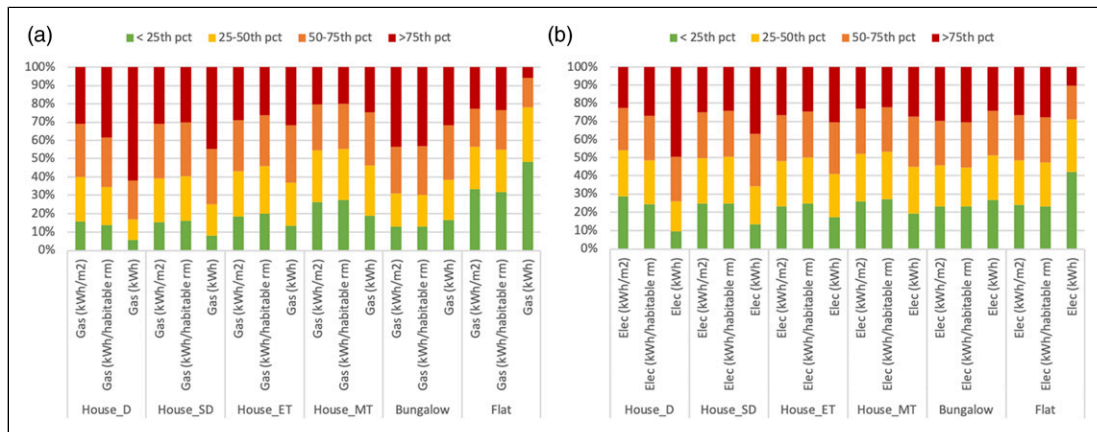 (a)
< 25th pct 25-50th pct 50-75th pct >75th pct
100%
90%
80%
70%
60%
50%
40%
30%
20%
10%
0%
Gas (kWh/m2)
Gas (kWh/habitable rm)
Gas (kWh)
Gas (kWh/m2)
Gas (kWh/habitable rm)
Gas (kWh)
Gas (kWh/m2)
Gas (kWh/habitable rm)
Gas (kWh)
Gas (kWh/m2)
Gas (kWh/habitable rm)
Gas (kWh)
Gas (kWh/m2)
Gas (kWh/habitable rm)
Gas (kWh)
Gas (kWh/m2)
Gas (kWh/habitable rm)
Gas (kWh)
House_D House_SD House_ET House_MT Bungalow Flat
(b)
< 25th pct 25-50th pct 50-75th pct >75th pct
100%
90%
80%
70%
60%
50%
40%
30%
20%
10%
0%
Elec (kWh/m2)
Elec (kWh/habitable rm)
Elec (kWh)
Elec (kWh/m2)
Elec (kWh/habitable rm)
Elec (kWh)
Elec (kWh/m2)
Elec (kWh/habitable rm)
Elec (kWh)
Elec (kWh/m2)
Elec (kWh/habitable rm)
Elec (kWh)
Elec (kWh/m2)
Elec (kWh/habitable rm)
Elec (kWh)
Elec (kWh/m2)
Elec (kWh/habitable rm)
Elec (kWh)
House_D House_SD House_ET House_MT Bungalow Flat